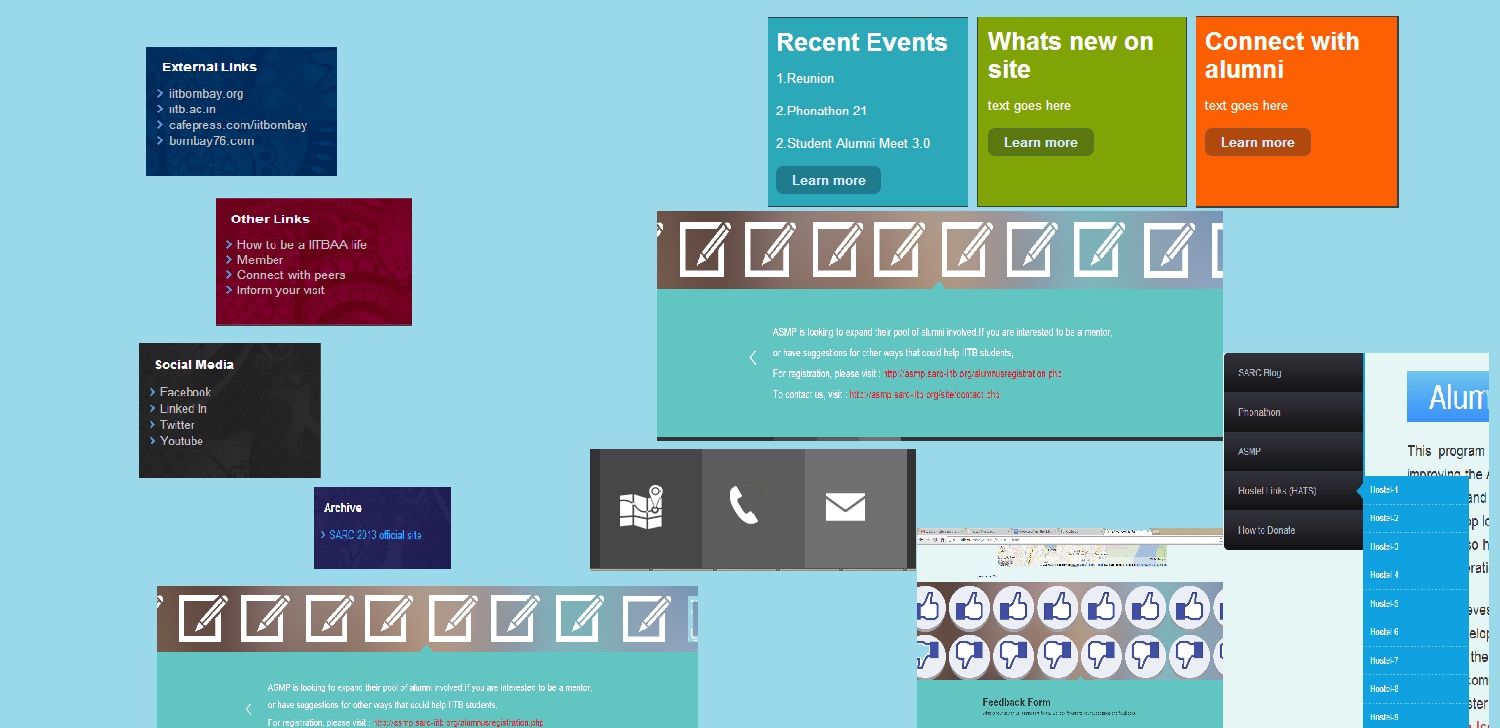 External Links
iitbombay.org
iitb.ac.in
cafepress.com/iitbombay
bombay76.com
Other Links
How to be a IITBAA life
Member
Connect with peers
Inform your visit
Social Media
Facebook
Linked In
Twitter
Youtube
Archive
SARC 2013 official site
Recent Events
1.Reunion
2.Phonathon 21
2.Student Alumni Meet 3.0
Learn more
Whats new on
site
text goes here
Learn more
Connect with
alumni
text goes here
Learn more
ASMP is looking to expand their pool of alumni involved.If you are interested to be a mentor,
or have suggestions for other ways that could help IITB students,
For registration, please visit : http://asmp.sarc-iitb.org/alumnusregistration.php
To contact us, visit : http://asmp.sarc-iitb.org/site/contact.php
SARC Blog
Phonathon
ASMP
Hostel Links (HATS)
How to Donate
Alum
This program
improving the A
Hostel-1
Hostel-2
Hostel-3
Hostel-4
Hostel-5
Hostel-6
Hostel-7
Hostel-8
Hostel-9
ASMP is looking to expand their pool of alumni involved.If you are interested to be a mentor,
or have suggestions for other ways that could help IITB students,
For registration, please visit : http://asmp.sarc-iitb.org/alumnusregistration.php
Feedback Form